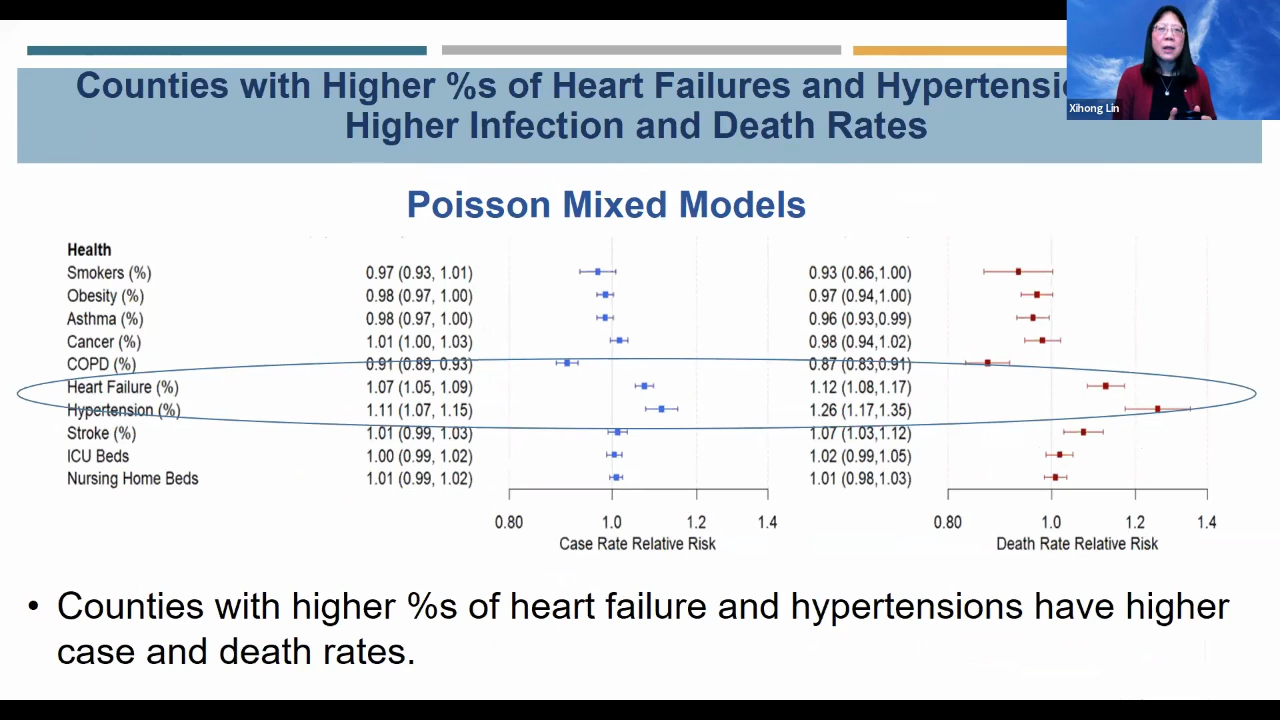 Counties with Higher %s of Heart Failures and
Higher Infection and Death Rates
Xihong Lin
Poisson Mixed Models
Health
Smokers (%) 0.97 (0.93, 1.01) 0.93 (0.86,1.00)
Obesity (%) 0.98 (0.97, 1.00) 0.97 (0.94,1.00)
Asthma (%) 0.98 (0.97, 1.00) 0.96 (0.93,0.99)
Cancer (%) 1.01 (1.00, 1.03) 0.98 (0.94,1.02)
COPD (%) 0.91 (0.89, 0.93) 0.87 (0.83,0.91)
Heart Failure (%) 1.07 (1.05, 1.09) 1.12 (1.08,1.17)
Hypertension (%) 1.11 (1.07, 1.15) 1.26 (1.17,1.35)
Stroke (%) 1.01 (0.99, 1.03) 1.07 (1.03,1.12)
ICU Beds 1.00 (0.99, 1.02) 1.02 (0.99,1.05)
Nursing Home Beds 1.01 (0.99, 1.02) 1.01 (0.98,1.03)
0.80 1.0 1.2 1.4 0.80 1.0 1.2 1.4
Case Rate Relative Risk Death Rate Relative Risk
• Counties with higher %s of heart failure and hypertensions have higher
case and death rates.